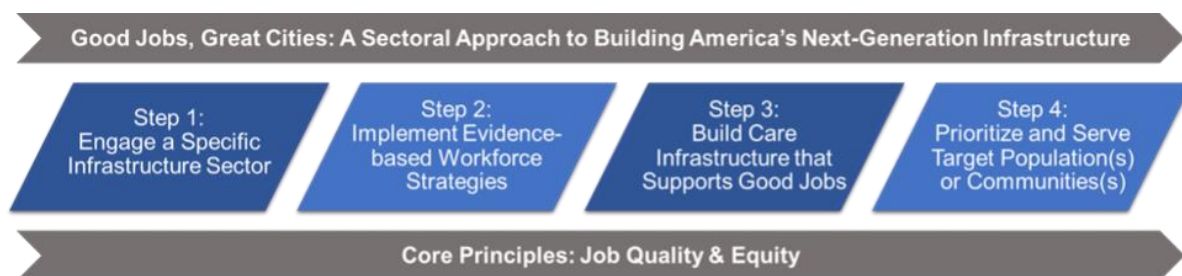 Good Jobs, Great Cities: A Sectoral Approach to Building America's Next-Generation Infrastructure
Step 1:
Engage a Specific
Infrastructure Sector
Step 2:
Implement Evidence-
based Workforce
Strategies
Step 3:
Build Care
Infrastructure that
Supports Good Jobs
Step 4:
Prioritize and Serve
Target Population(s)
or Communities(s)
Core Principles: Job Quality & Equity